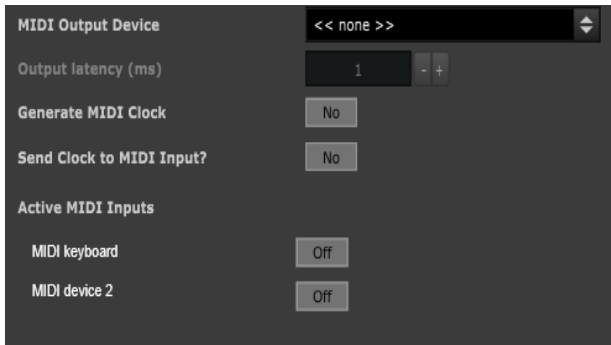 MIDI Output Device << none >>
Output latency (ms) 1 - +
Generate MIDI Clock No
Send Clock to MIDI Input? No
Active MIDI Inputs
MIDI keyboard Off
MIDI device 2 Off